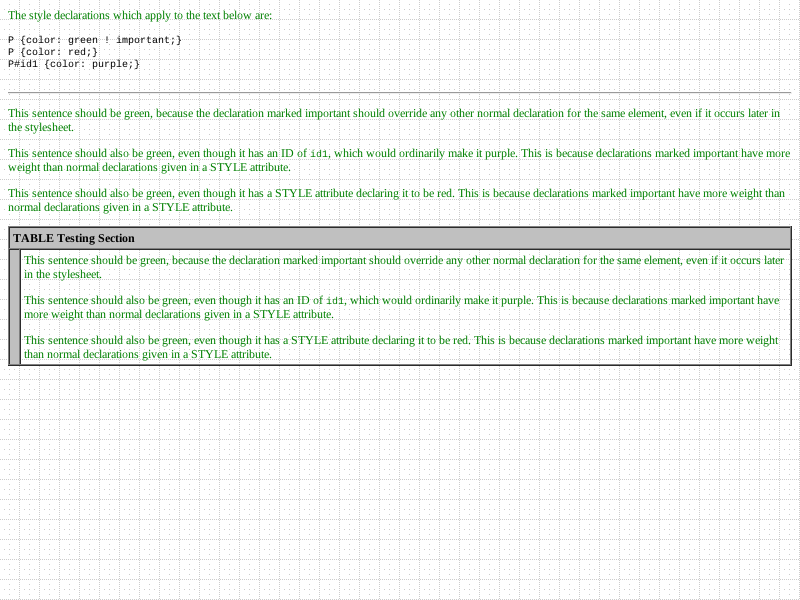 The style declarations which apply to the text below are:
P {color: green ! important;}
P {color: red;}
P#id1 {color: purple;}
This sentence should be green, because the declaration marked important should override any other normal declaration for the same element, even if it occurs later in
the stylesheet.
This sentence should also be green, even though it has an ID of id1, which would ordinarily make it purple. This is because declarations marked important have more
weight than normal declarations given in a STYLE attribute.
This sentence should also be green, even though it has a STYLE attribute declaring it to be red. This is because declarations marked important have more weight than
normal declarations given in a STYLE attribute.
TABLE Testing Section
This sentence should be green, because the declaration marked important should override any other normal declaration for the same element, even if it occurs later
in the stylesheet.
This sentence should also be green, even though it has an ID of id1, which would ordinarily make it purple. This is because declarations marked important have
more weight than normal declarations given in a STYLE attribute.
This sentence should also be green, even though it has a STYLE attribute declaring it to be red. This is because declarations marked important have more weight
than normal declarations given in a STYLE attribute.